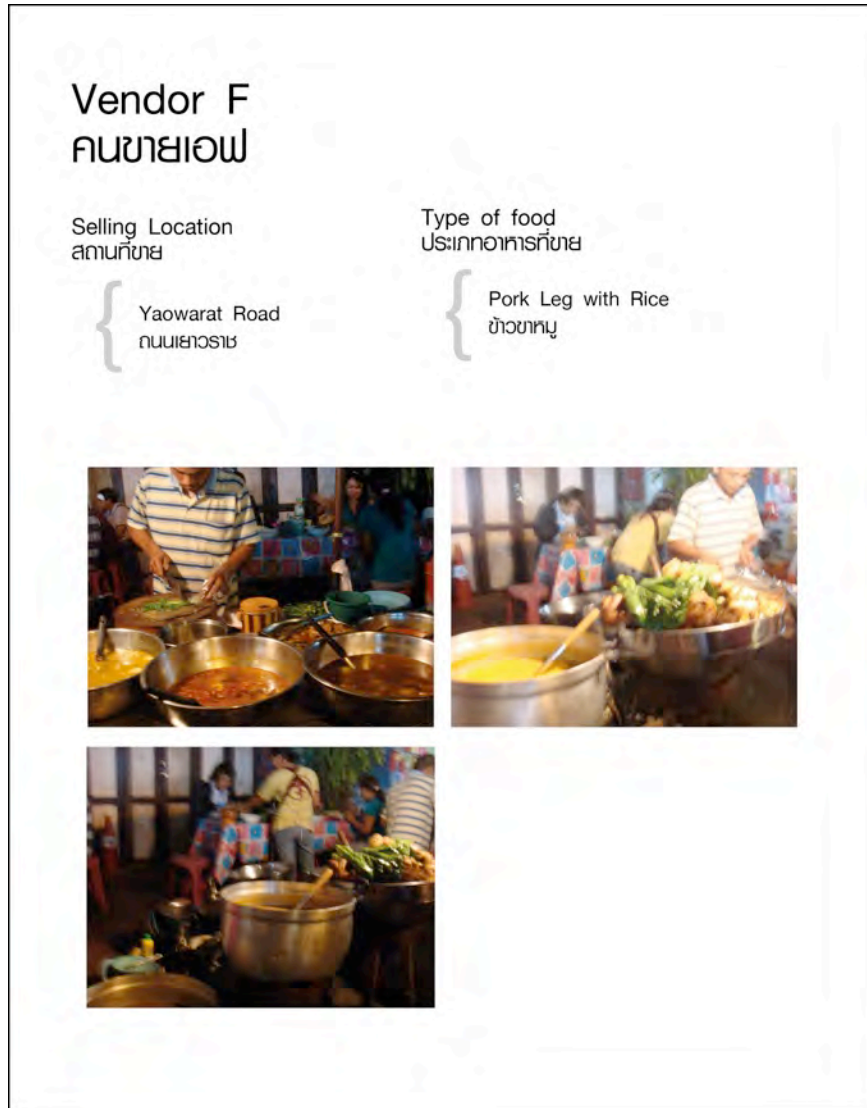 Vendor F
คนขายเอฟ
Selling Location
สถานที่ขาย
Yaowarat Road
ถนนเยาวราช
Type of food
ประเภทอาหารที่ขาย
Pork Leg with Rice
ข้าวขาหมู